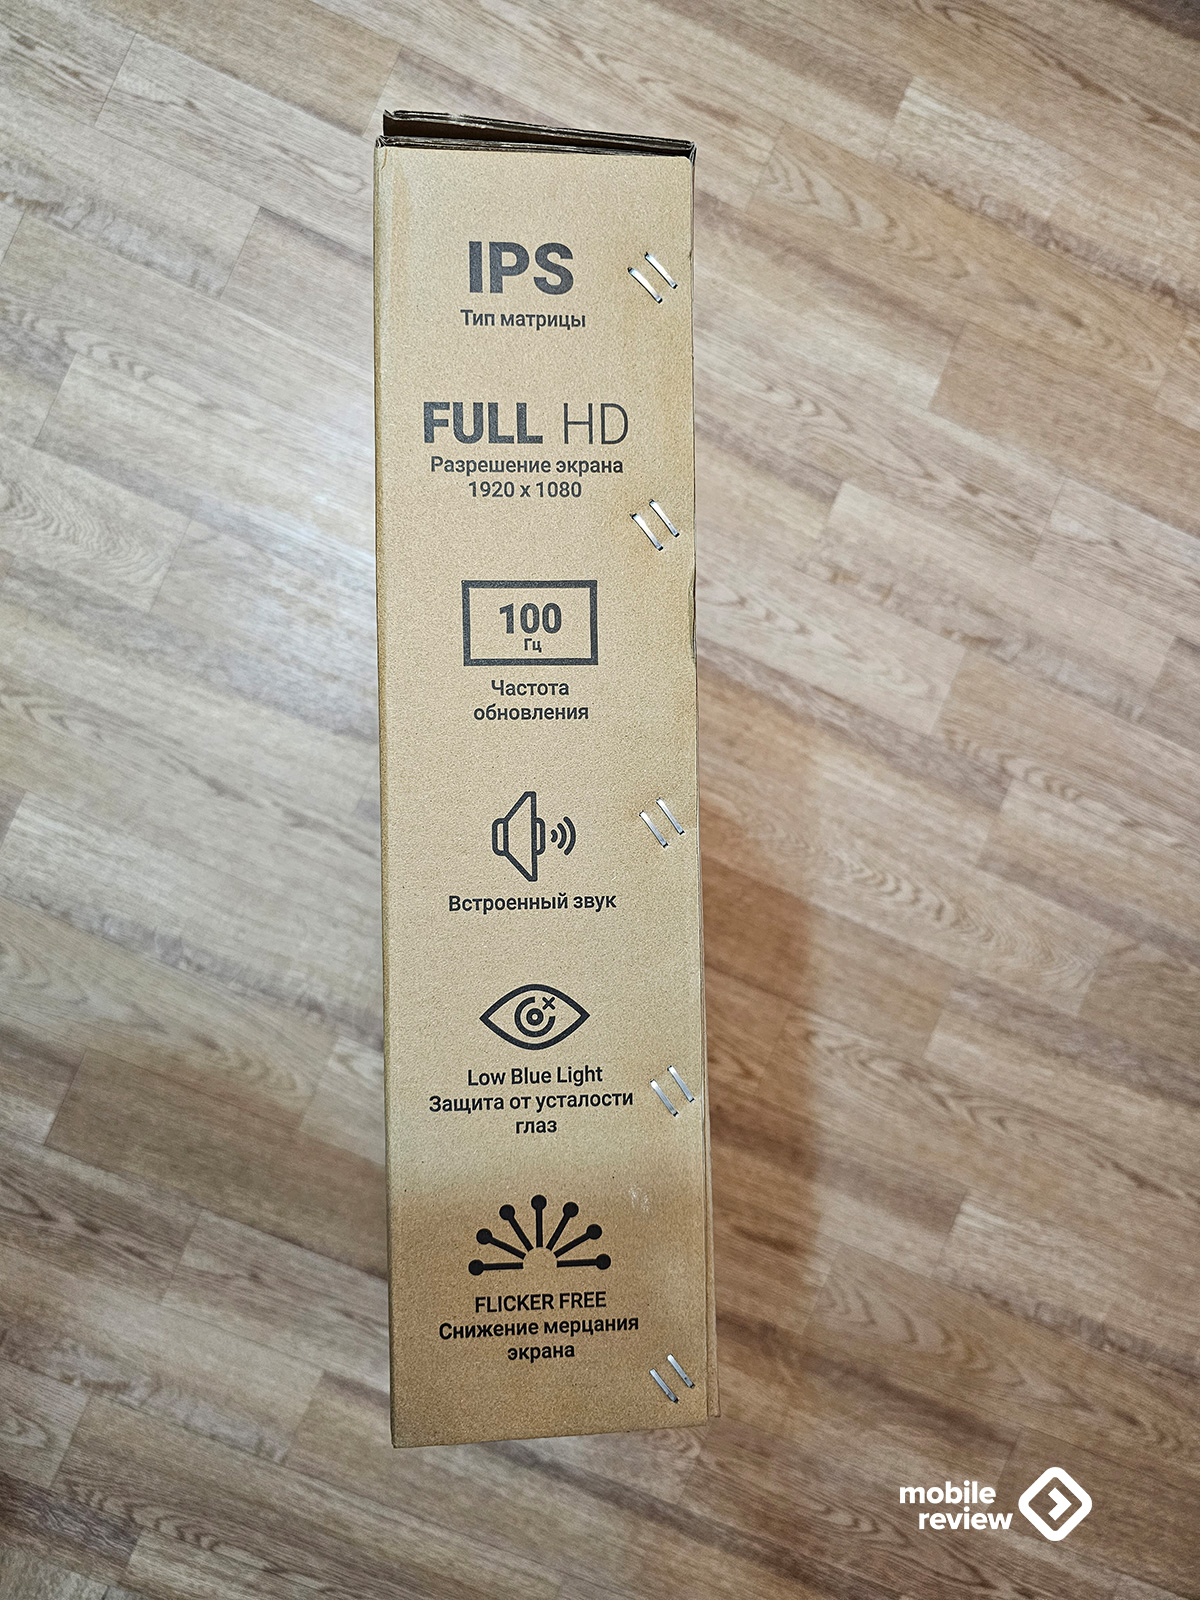 IPS
Тип матрицы
FULL HD
Разрешение экрана
1920 x 1080
100
Гц
Частота
обновления
Встроенный звук
Low Blue Light
Защита от усталости
глаз
FLICKER FREE
Снижение мерцания
экрана
mobile
review